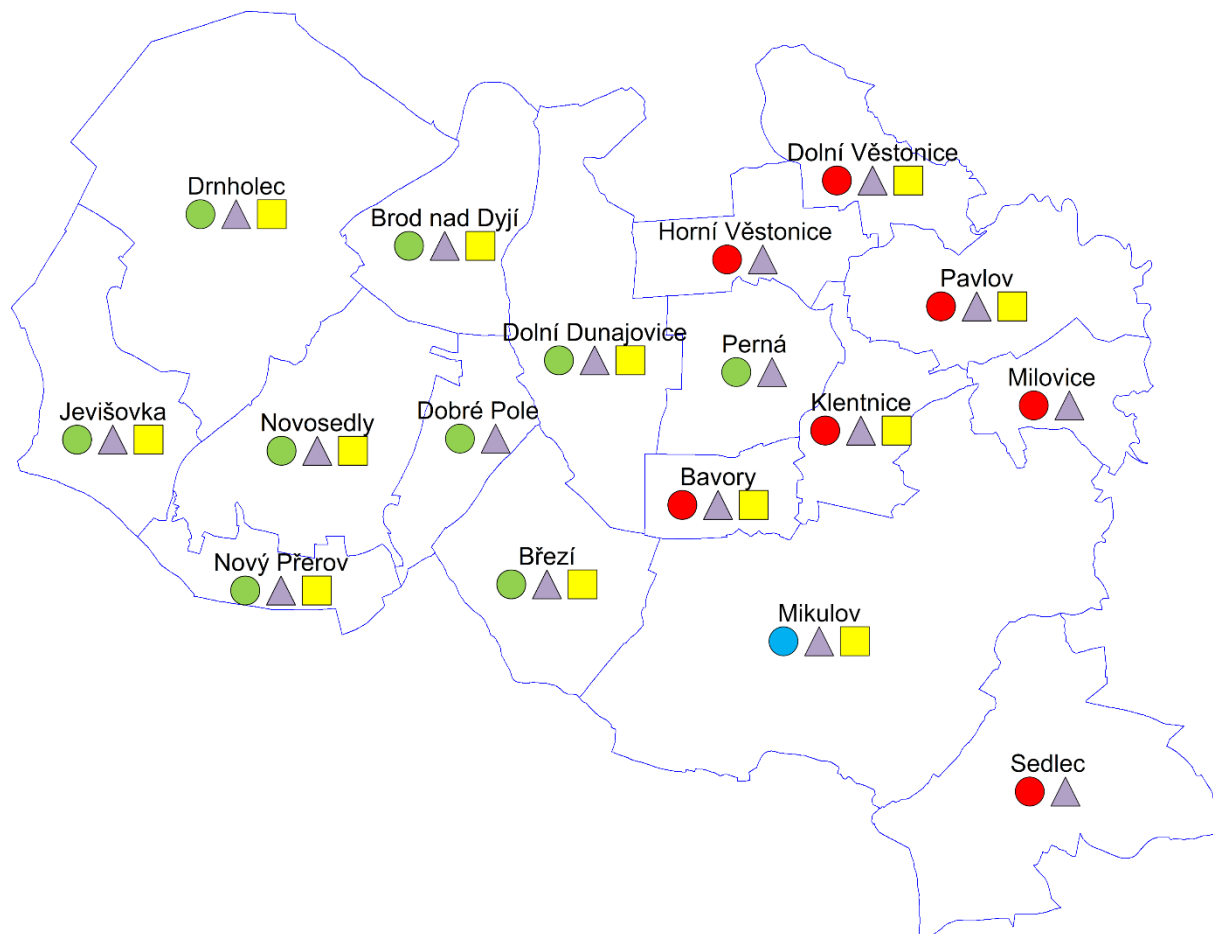 Dolní Věstonice
Drnholec
Brod nad Dyjí
Horní Věstonice
Pavlov
Dolní Dunajovice
Perná
Milovice
Jevišovka
Novosedly
Dobré Pole
Klentnice
Bavory
Nový Přerov
Březí
Mikulov
Sedlec